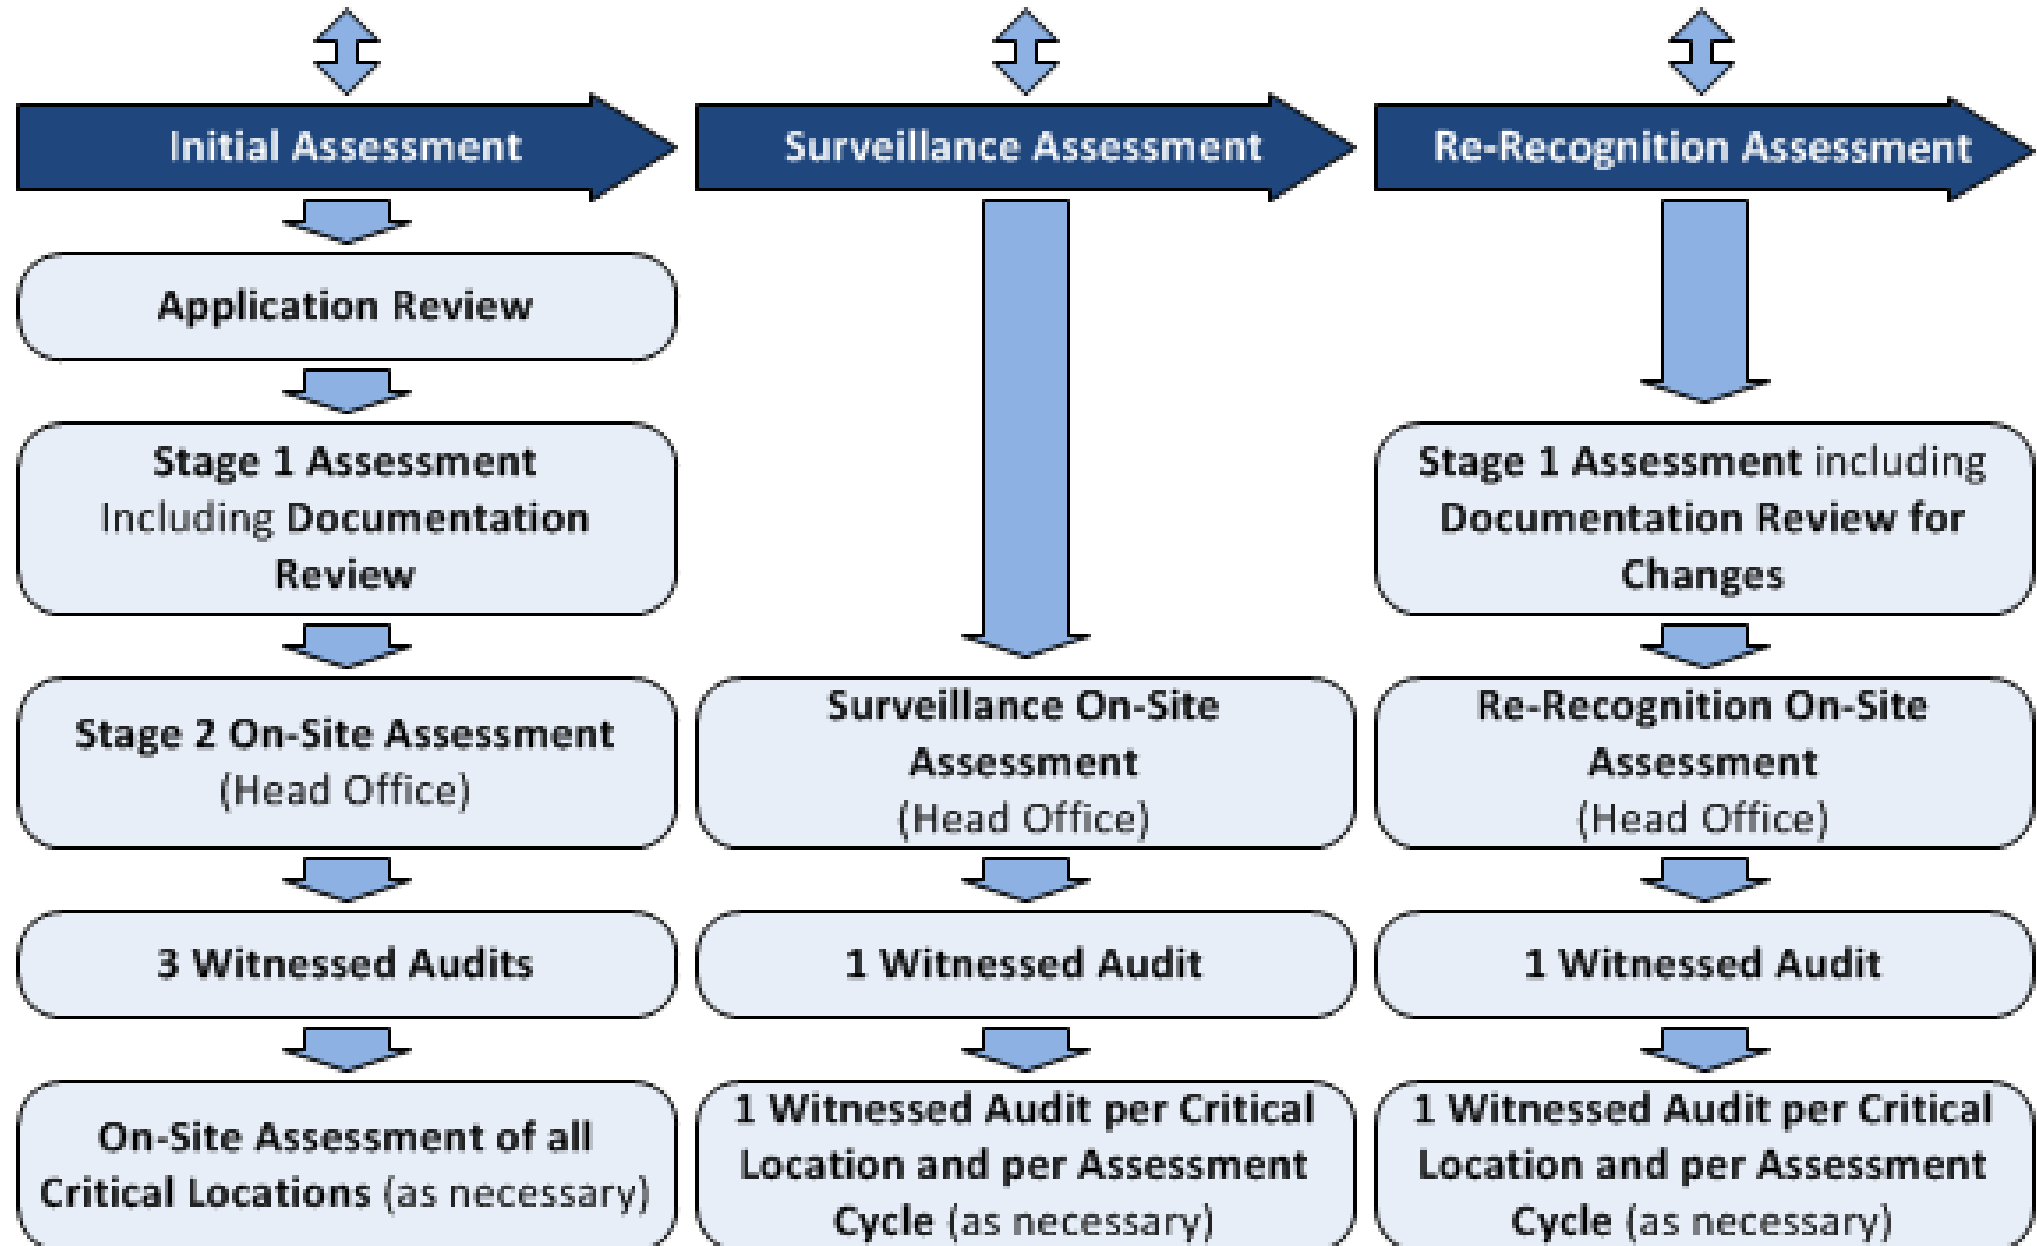 Initial Assessment
Surveillance Assessment
Re-Recognition Assessment
Application Review
Stage 1 Assessment
Including Documentation
Review
Stage 1 Assessment including
Documentation Review for
Changes
Stage 2 On-Site Assessment
(Head Office)
Surveillance On-Site
Assessment
(Head Office)
Re-Recognition On-Site
Assessment
(Head Office)
3 Witnessed Audits
1 Witnessed Audit
1 Witnessed Audit
On-Site Assessment of all
Critical Locations (as necessary)
1 Witnessed Audit per Critical
Location and per Assessment
Cycle (as necessary)
1 Witnessed Audit per Critical
Location and per Assessment
Cycle (as necessary)